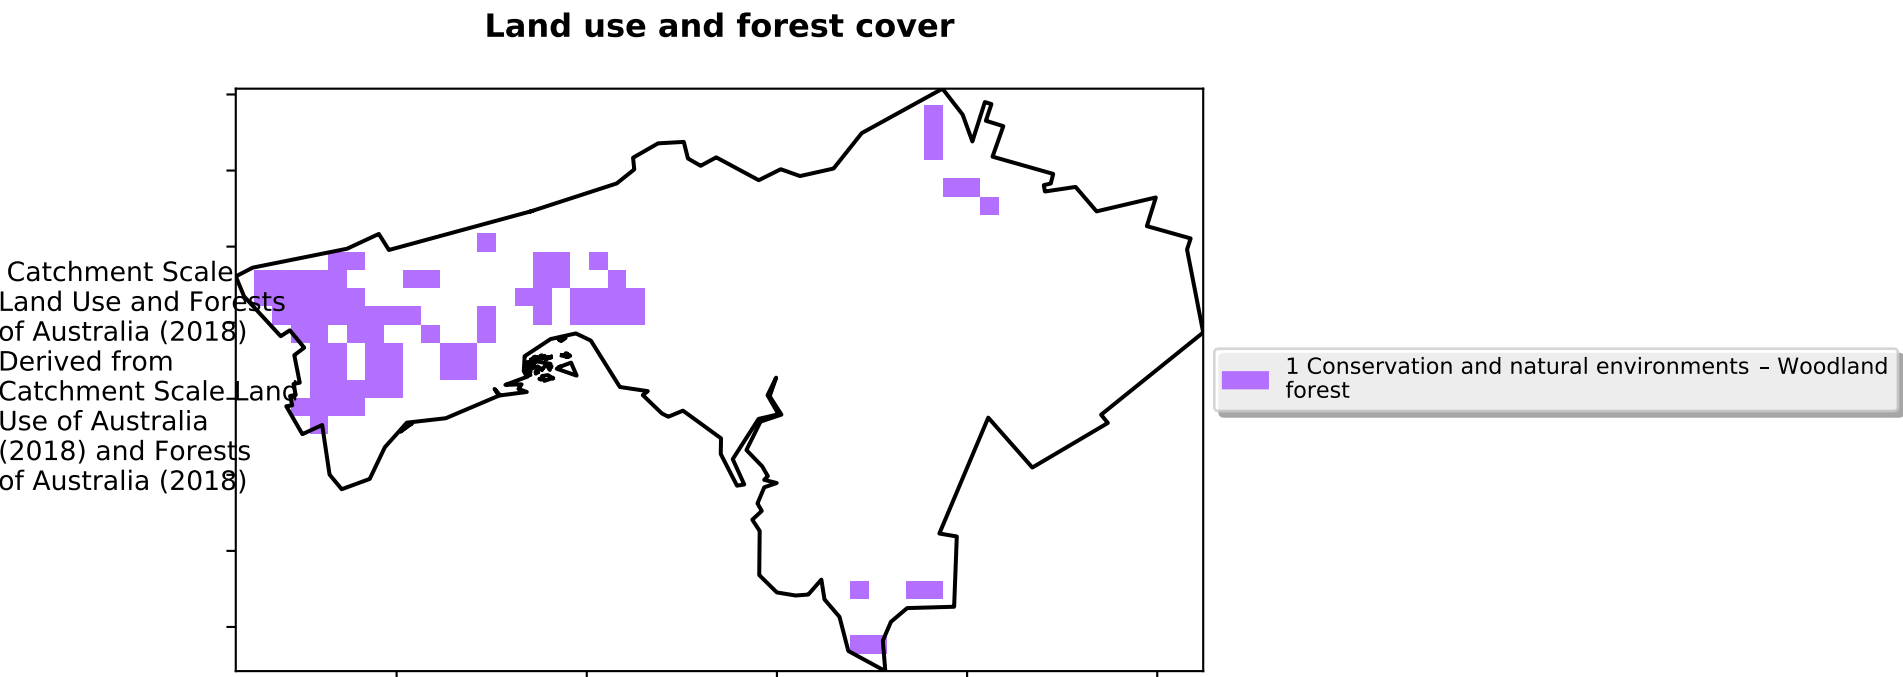 Land use and forest cover
Catchment Scale
Land Use and Forests
of Australia (2018)
Derived from
Catchment Scale Land
Use of Australia
(2018) and Forests
of Australia (2018)
1 Conservation and natural environments – Woodland
forest